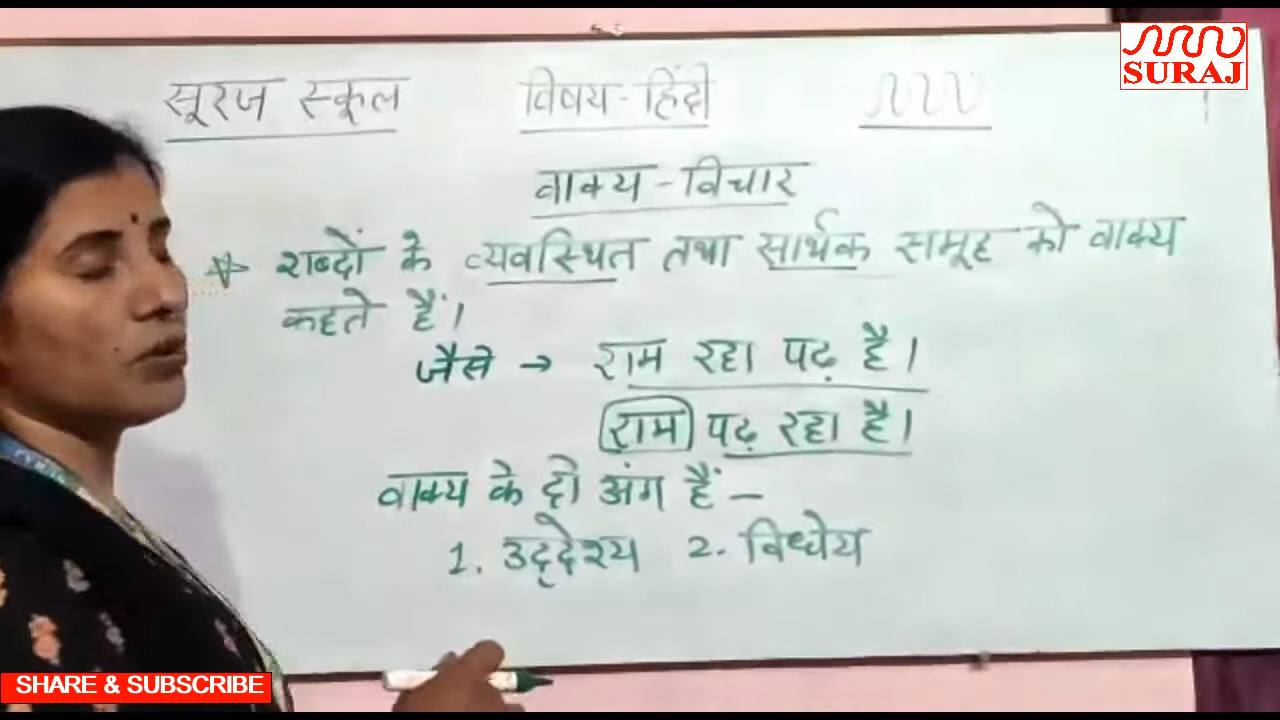 सूरज स्कूल विषय-हिंदी
SURAJ
वाक्य-विचार
शब्दों के व्यवस्थित तथा सार्थक समूह को वाक्य
कहते हैं।
जैसे → राम रहा पढ़ है।
राम पढ़ रहा है।
वाक्य के दो अंग हैं –
1. उद्देश्य 2. विधेय
SHARE & SUBSCRIBE